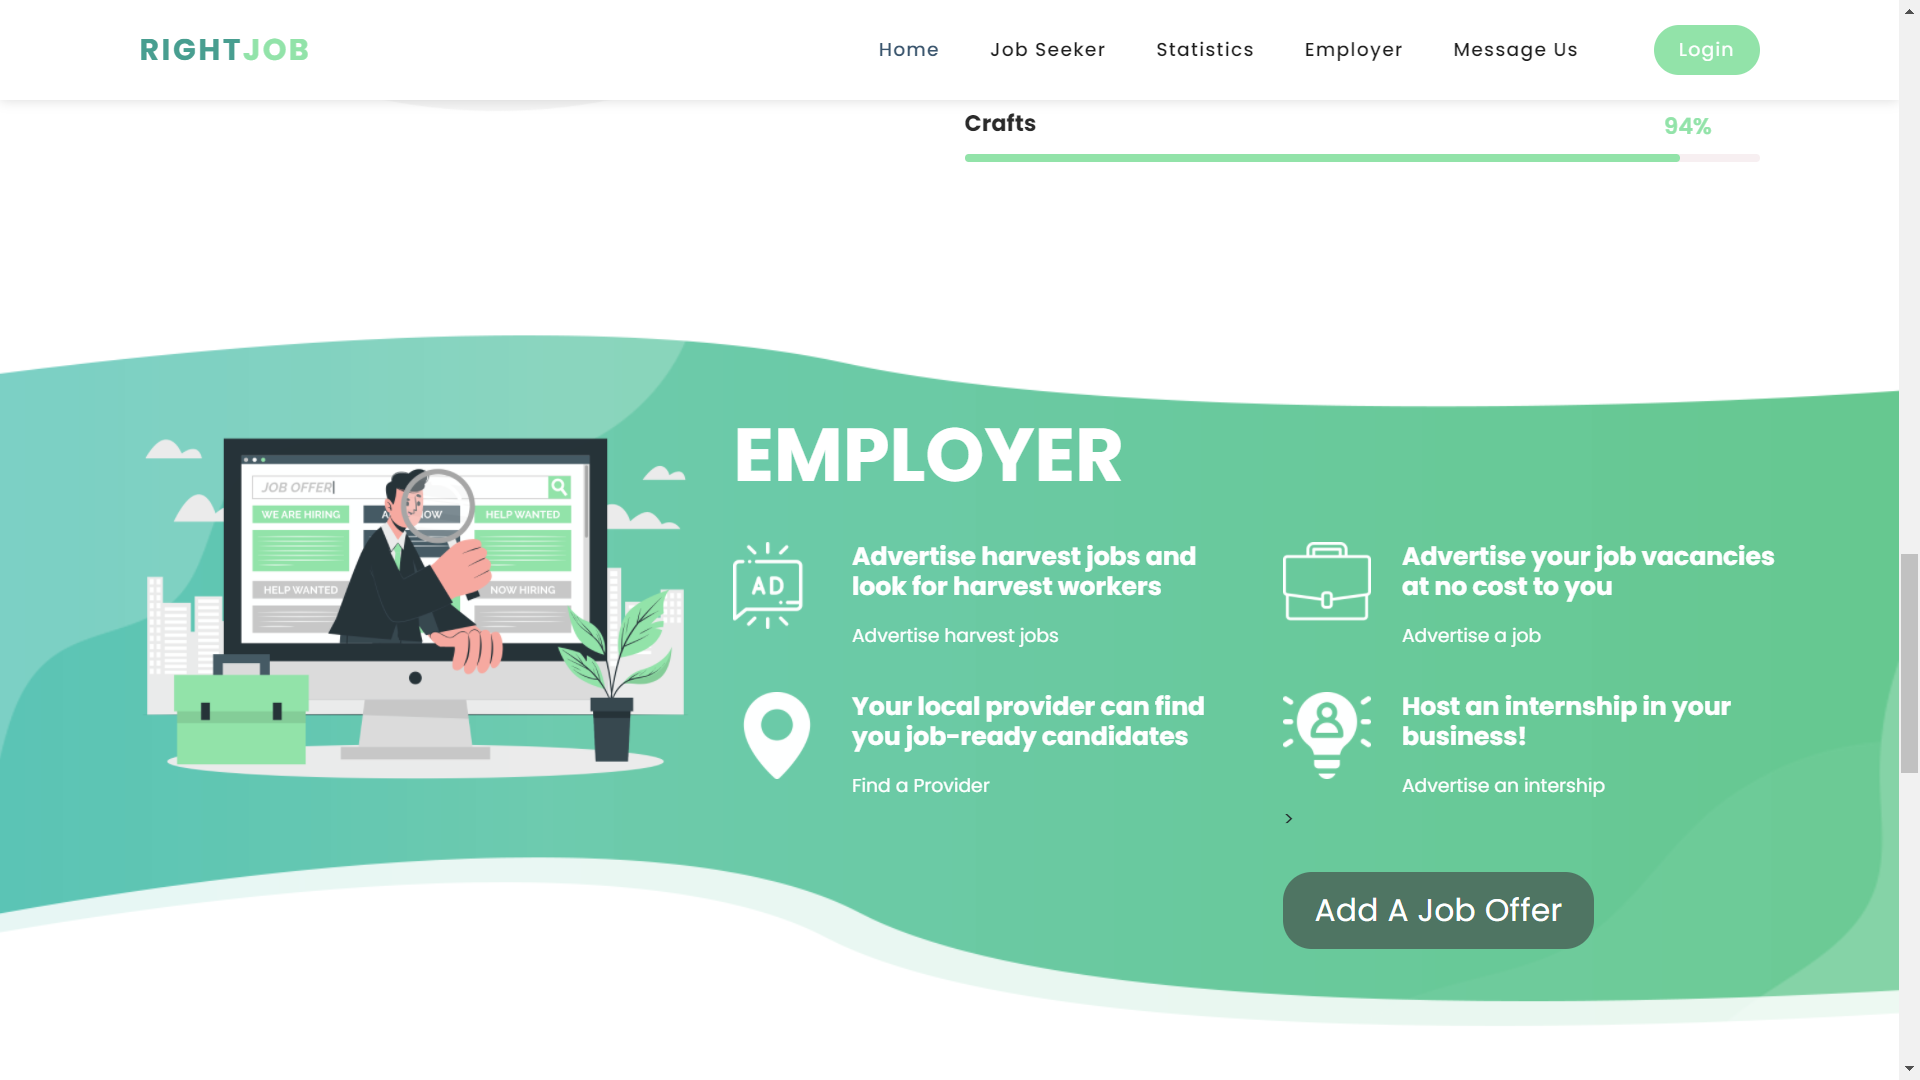 RIGHTJOB
Home
Job Seeker
Statistics
Employer
Message Us
Login
Crafts
94%
EMPLOYER
JOB OFFER
WE ARE HIRING
HELP WANTED
HELP WANTED
NOW HIRING
AD
Advertise harvest jobs and
look for harvest workers
Advertise harvest jobs
Advertise your job vacancies
at no cost to you
Advertise a job
Your local provider can find
you job-ready candidates
Find a Provider
Host an internship in your
business!
Advertise an intership
>
Add A Job Offer